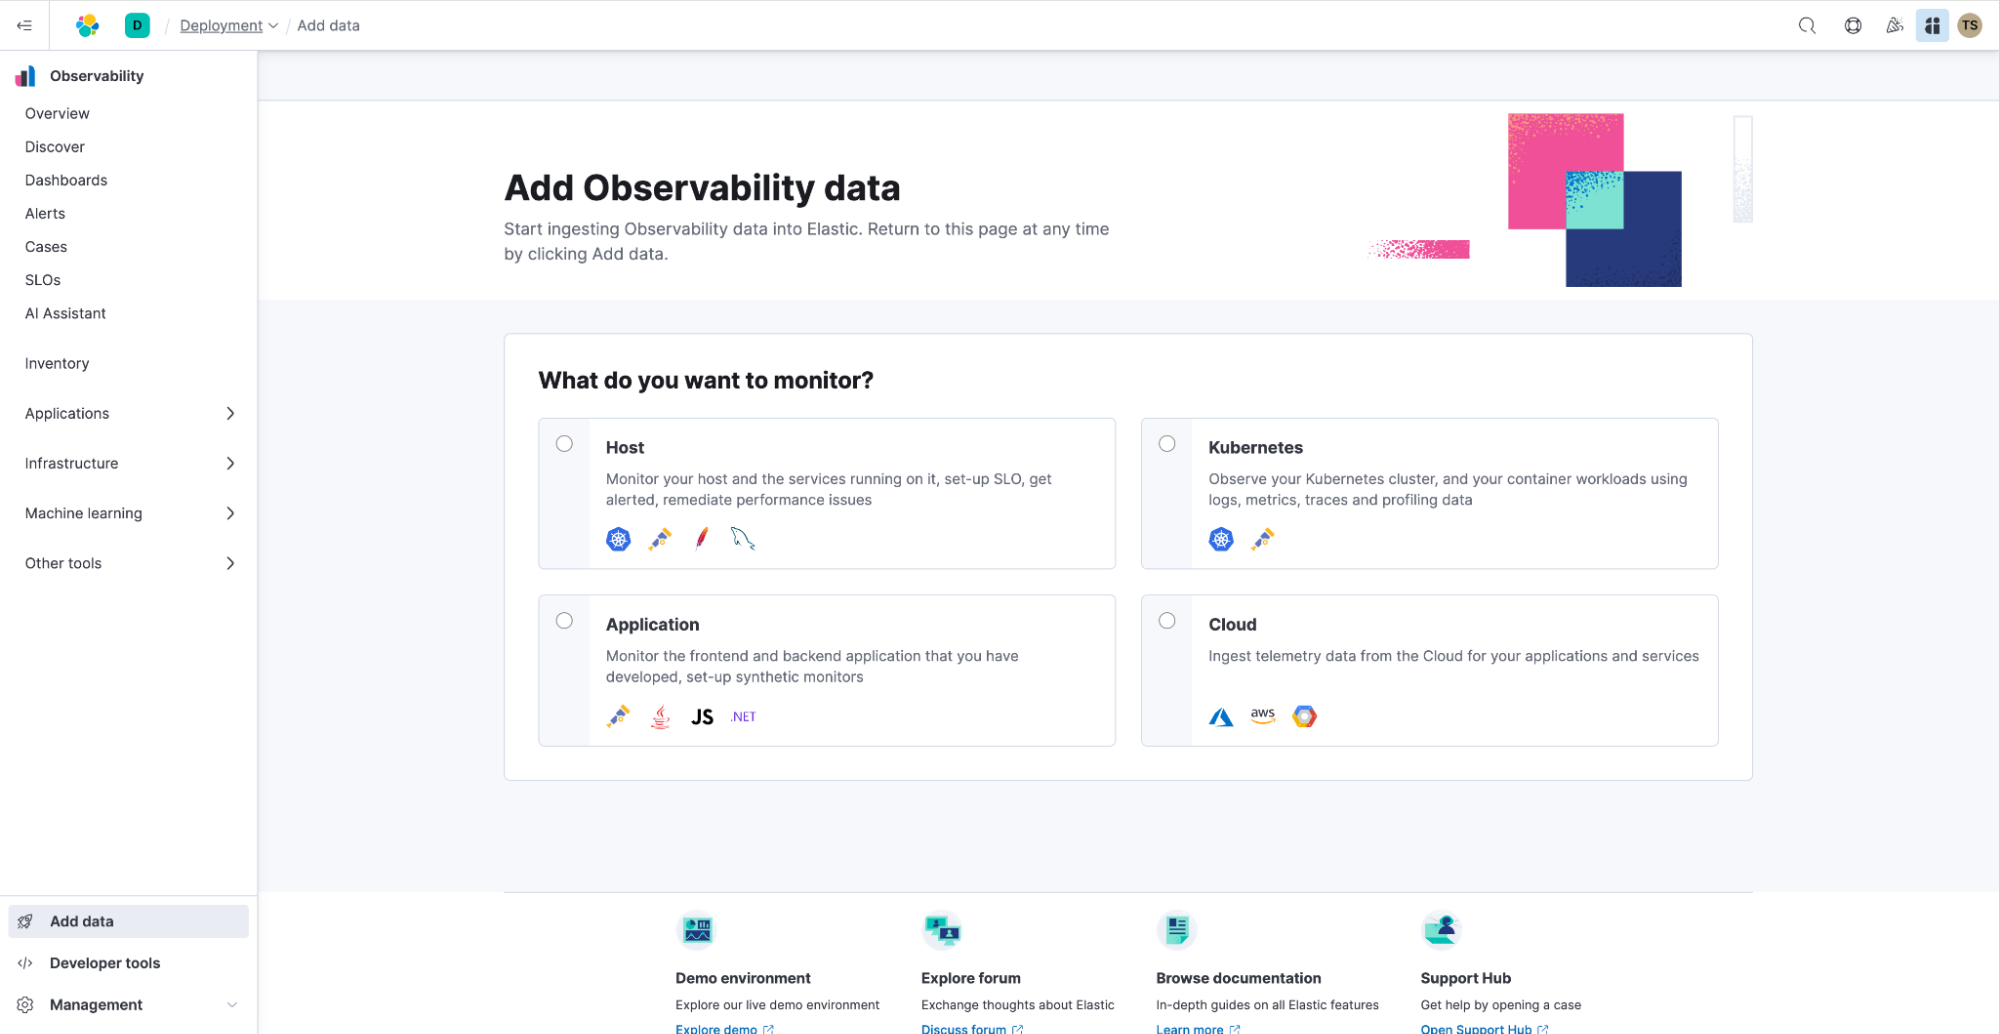 D / Deployment / Add data
TS
Observability
Overview
Discover
Dashboards
Alerts
Cases
SLOs
AI Assistant
Inventory
Applications
Infrastructure
Machine learning
Other tools
Add data
Developer tools
Management
Add Observability data
Start ingesting Observability data into Elastic. Return to this page at any time
by clicking Add data.
What do you want to monitor?
Host
Monitor your host and the services running on it, set-up SLO, get
alerted, remediate performance issues
Kubernetes
Observe your Kubernetes cluster, and your container workloads using
logs, metrics, traces and profiling data
Application
Monitor the frontend and backend application that you have
developed, set-up synthetic monitors
JS .NET
Cloud
Ingest telemetry data from the Cloud for your applications and services
aws
Demo environment
Explore our live demo environment
Explore demo
Explore forum
Exchange thoughts about Elastic
Discuss forum
Browse documentation
In-depth guides on all Elastic features
Learn more
Support Hub
Get help by opening a case
Open Support Hub